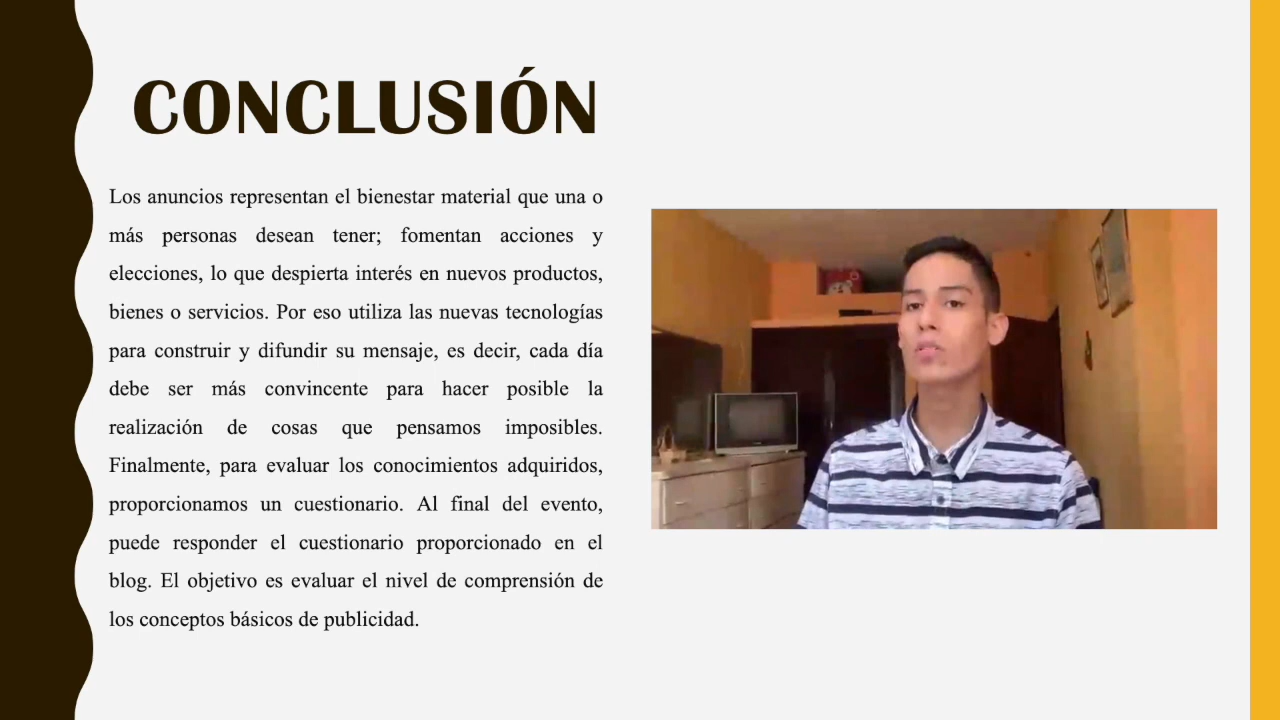 CONCLUSIÓN
Los anuncios representan el bienestar material que una o
más personas desean tener; fomentan acciones y
elecciones, lo que despierta interés en nuevos productos,
bienes o servicios. Por eso utiliza las nuevas tecnologías
para construir y difundir su mensaje, es decir, cada día
debe ser más convincente para hacer posible la
realización de cosas que pensamos imposibles.
Finalmente, para evaluar los conocimientos adquiridos,
proporcionamos un cuestionario. Al final del evento,
puede responder el cuestionario proporcionado en el
blog. El objetivo es evaluar el nivel de comprensión de
los conceptos básicos de publicidad.